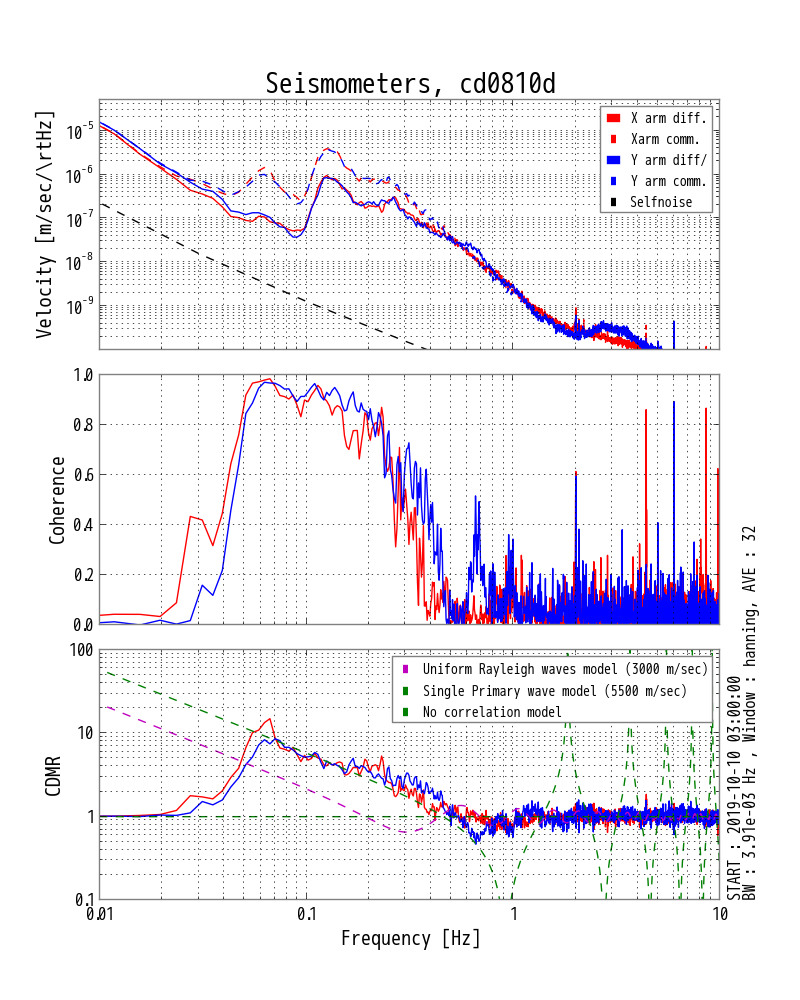 Seismometers, cd0810d
Velocity [m/sec/\rtHz]
10^-5
10^-6
10^-7
10^-8
10^-9
X arm diff.
Xarm comm.
Y arm diff/
Y arm comm.
Selfnoise
Coherence
1.0
0.8
0.6
0.4
0.2
0.0
CDMR
100
10
1
0.1
Uniform Rayleigh waves model (3000 m/sec)
Single Primary wave model (5500 m/sec)
No correlation model
0.01
0.1
1
10
Frequency [Hz]
START : 2019-10-10 03:00:00
BW : 3.91e-03 Hz , Window : hanning, AVE : 32